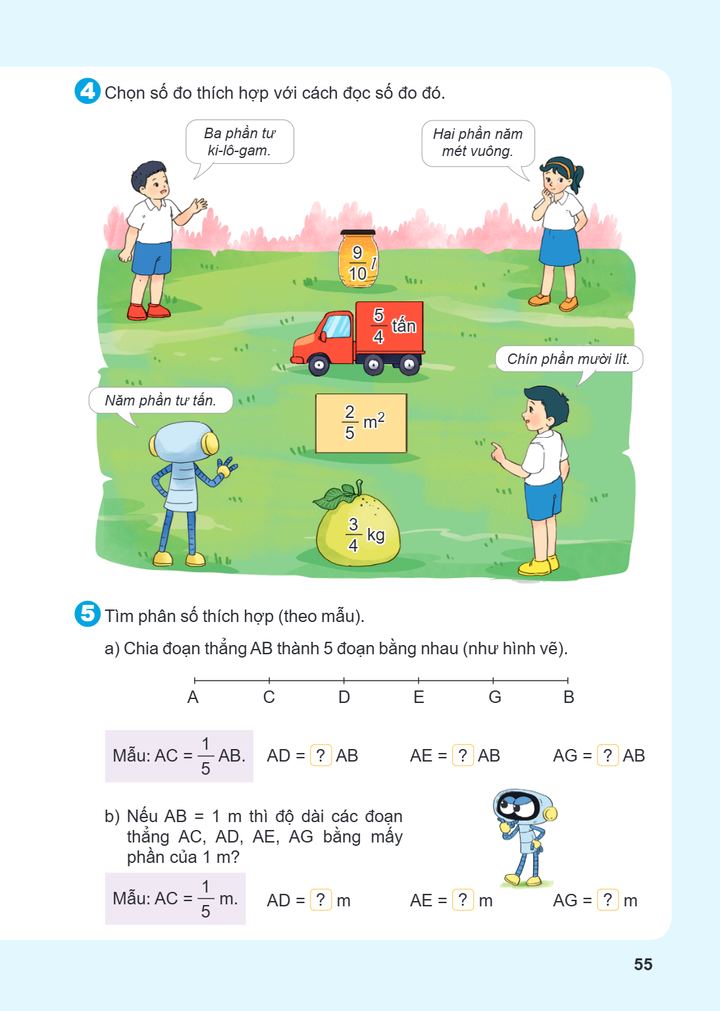 4 Chọn số đo thích hợp với cách đọc số đo đó.
Ba phần tư
ki-lô-gam.
Hai phần năm
mét vuông.
9/10 l
5/4 tấn
Chín phần mười lít.
Năm phần tư tấn.
2/5 m²
3/4 kg
5 Tìm phân số thích hợp (theo mẫu).
a) Chia đoạn thẳng AB thành 5 đoạn bằng nhau (như hình vẽ).
A C D E G B
Mẫu: AC = 1/5 AB. AD = ? AB AE = ? AB AG = ? AB
b) Nếu AB = 1 m thì độ dài các đoạn
thẳng AC, AD, AE, AG bằng mấy
phần của 1 m?
Mẫu: AC = 1/5 m. AD = ? m AE = ? m AG = ? m
55